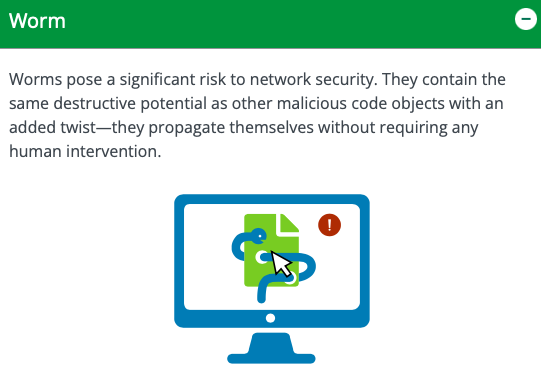 Worm
Worms pose a significant risk to network security. They contain the
same destructive potential as other malicious code objects with an
added twist—they propagate themselves without requiring any
human intervention.
!